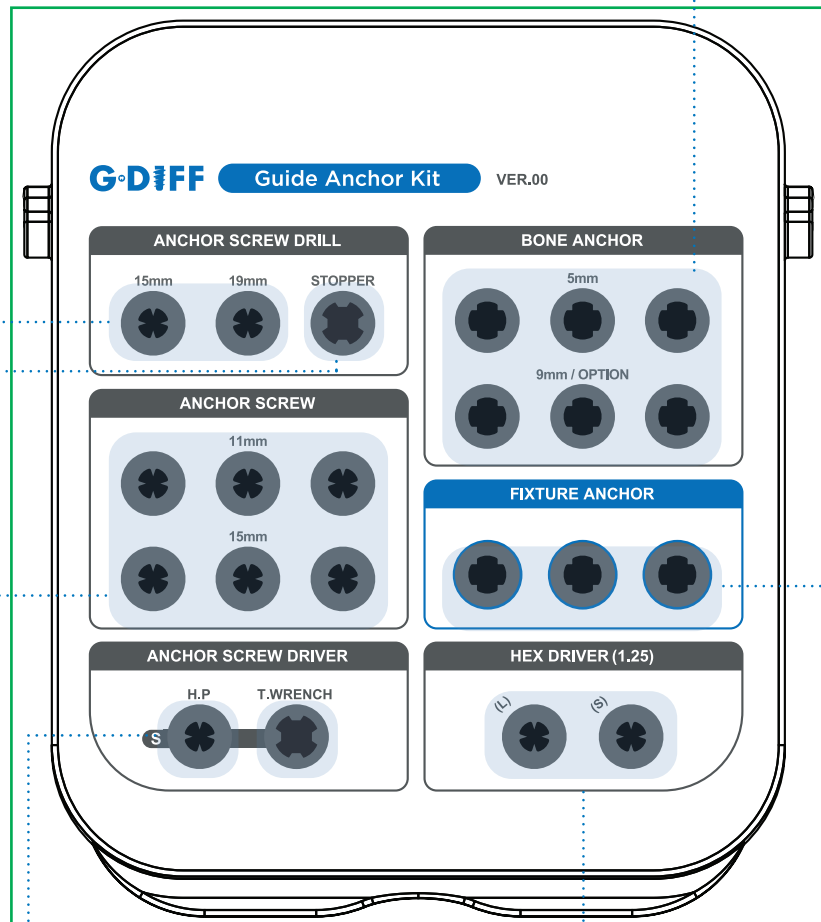 G·DIFF Guide Anchor Kit VER.00
ANCHOR SCREW DRILL
15mm 19mm STOPPER
BONE ANCHOR
5mm
9mm / OPTION
ANCHOR SCREW
11mm
15mm
FIXTURE ANCHOR
ANCHOR SCREW DRIVER
H.P T.WRENCH
S
HEX DRIVER (1.25)
(L) (S)